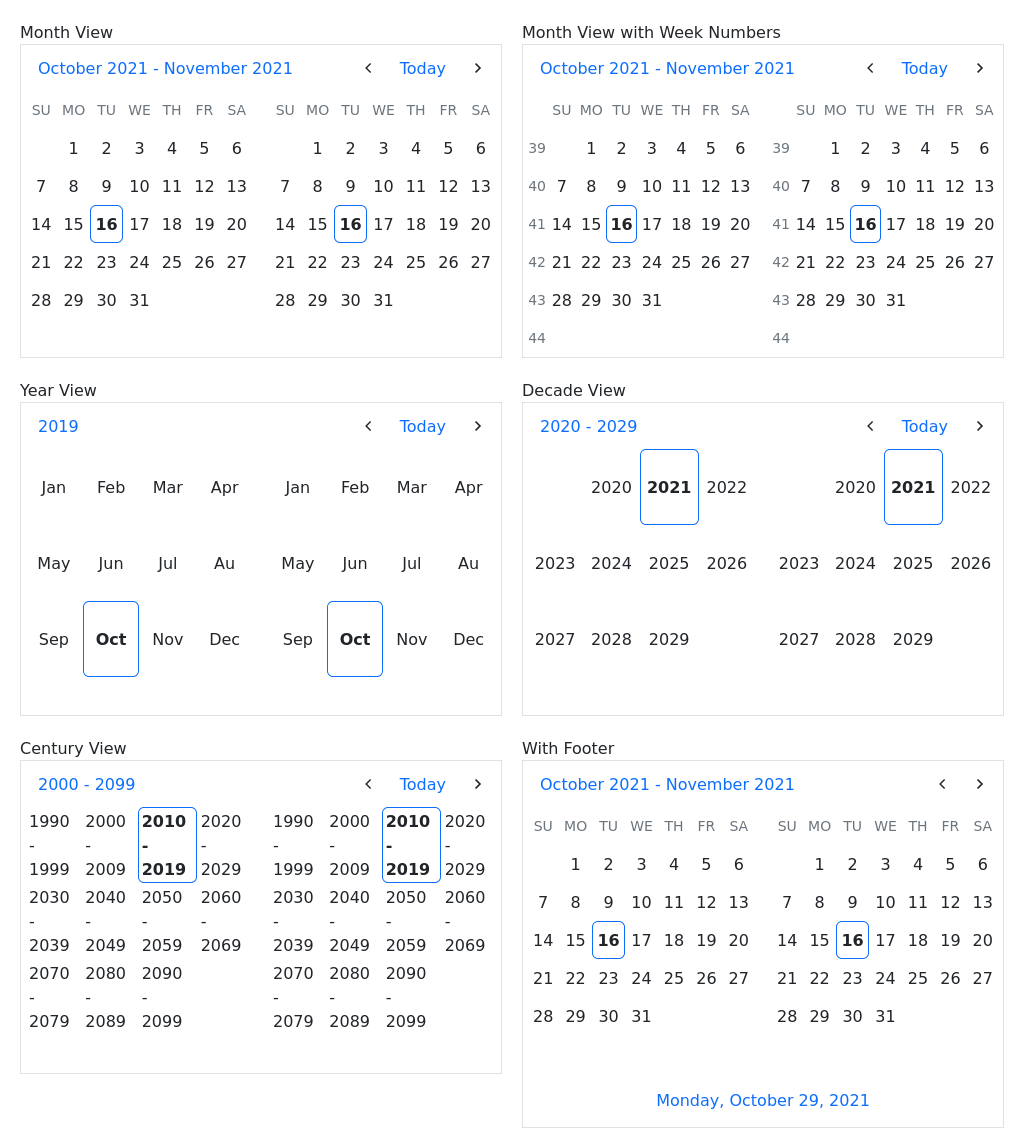 Month View
October 2021 - November 2021 Today
SU MO TU WE TH FR SA SU MO TU WE TH FR SA
1 2 3 4 5 6 1 2 3 4 5 6
7 8 9 10 11 12 13 7 8 9 10 11 12 13
14 15 16 17 18 19 20 14 15 16 17 18 19 20
21 22 23 24 25 26 27 21 22 23 24 25 26 27
28 29 30 31 28 29 30 31
Month View with Week Numbers
October 2021 - November 2021 Today
SU MO TU WE TH FR SA SU MO TU WE TH FR SA
39 1 2 3 4 5 6 39 1 2 3 4 5 6
40 7 8 9 10 11 12 13 40 7 8 9 10 11 12 13
41 14 15 16 17 18 19 20 41 14 15 16 17 18 19 20
42 21 22 23 24 25 26 27 42 21 22 23 24 25 26 27
43 28 29 30 31 43 28 29 30 31
44 44
Year View
2019 Today
Jan Feb Mar Apr Jan Feb Mar Apr
May Jun Jul Au May Jun Jul Au
Sep Oct Nov Dec Sep Oct Nov Dec
Decade View
2020 - 2029 Today
2020 2021 2022 2020 2021 2022
2023 2024 2025 2026 2023 2024 2025 2026
2027 2028 2029 2027 2028 2029
Century View
2000 - 2099 Today
1990 2000 2010 2020 1990 2000 2010 2020
- - - - - - - -
1999 2009 2019 2029 1999 2009 2019 2029
2030 2040 2050 2060 2030 2040 2050 2060
- - - - - - - -
2039 2049 2059 2069 2039 2049 2059 2069
2070 2080 2090 2070 2080 2090
- - - - - -
2079 2089 2099 2079 2089 2099
With Footer
October 2021 - November 2021
SU MO TU WE TH FR SA SU MO TU WE TH FR SA
1 2 3 4 5 6 1 2 3 4 5 6
7 8 9 10 11 12 13 7 8 9 10 11 12 13
14 15 16 17 18 19 20 14 15 16 17 18 19 20
21 22 23 24 25 26 27 21 22 23 24 25 26 27
28 29 30 31 28 29 30 31
Monday, October 29, 2021